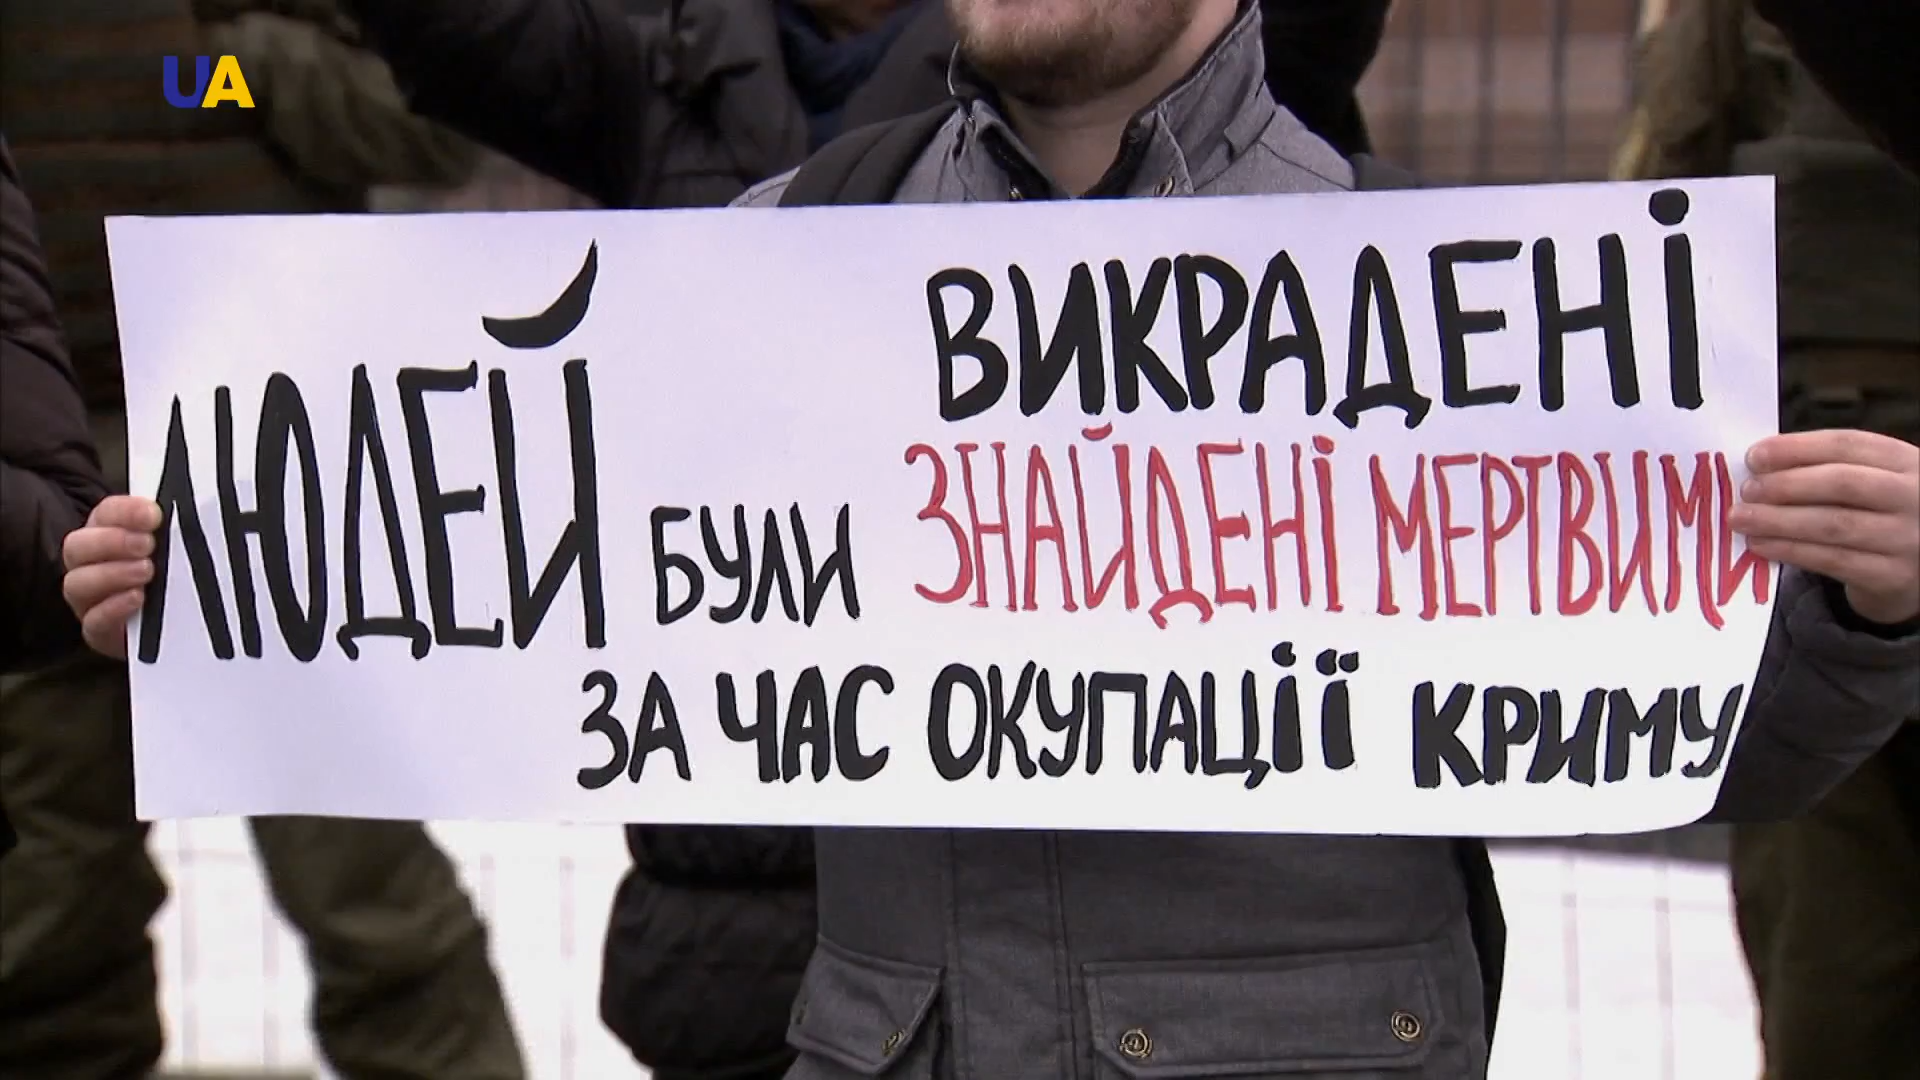 UA
ЛЮДЕЙ БУЛИ
ВИКРАДЕНІ
ЗНАЙДЕНІ МЕРТВИМИ
ЗА ЧАС ОКУПАЦІЇ КРИМУ